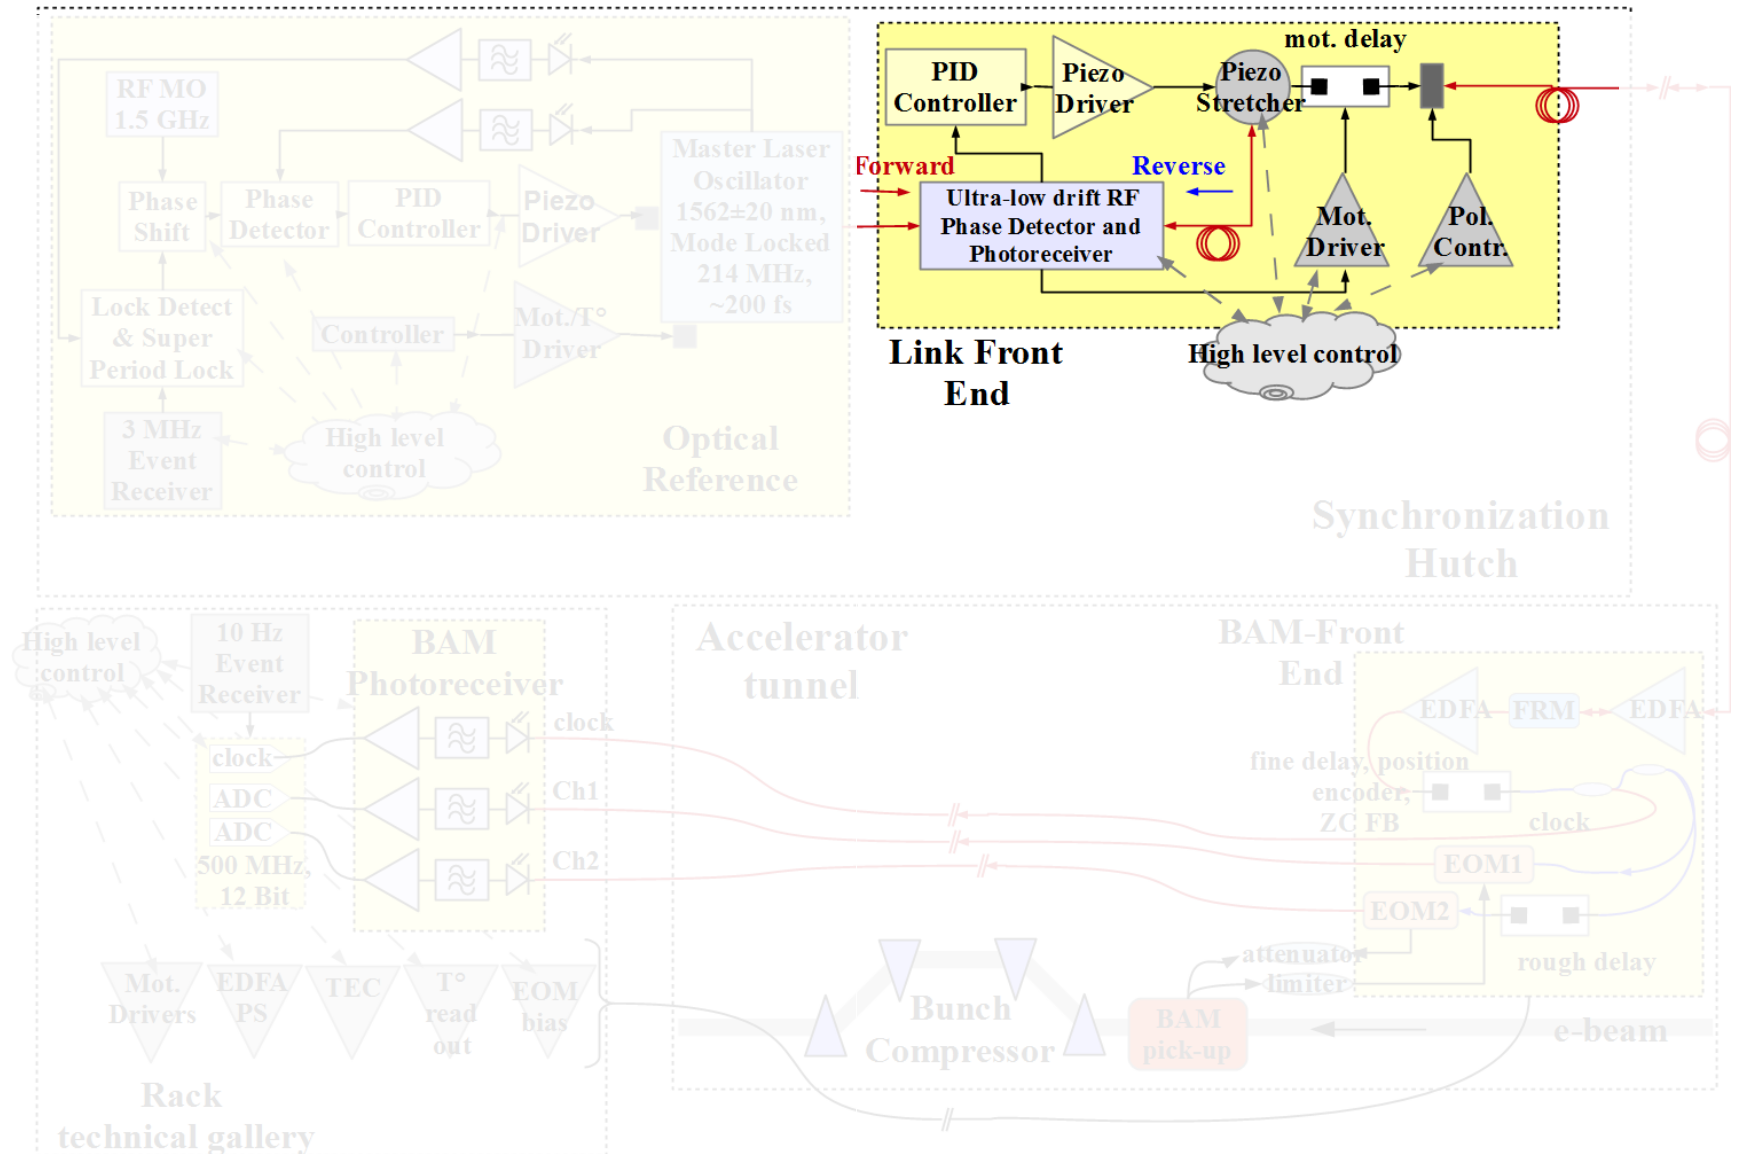 RF MO
1.5 GHz
Phase
Shift
Phase
Detector
PID
Controller
Piezo
Driver
Master Laser
Oscillator
1562±20 nm,
Mode Locked
214 MHz,
~200 fs
Lock Detect
& Super
Period Lock
Controller
Mot./T°
Driver
3 MHz
Event
Receiver
High level
control
Optical
Reference
PID
Controller
Piezo
Driver
Piezo
Stretcher
mot. delay
Forward
Reverse
Ultra-low drift RF
Phase Detector and
Photoreceiver
Mot.
Driver
Pol.
Contr.
High level control
Link Front
End
Synchronization
Hutch
High level
control
10 Hz
Event
Receiver
BAM
Photoreceiver
clock
ADC
ADC
500 MHz,
12 Bit
clock
Ch1
Ch2
Mot.
Drivers
EDFA
PS
TEC
T°
read
out
EOM
bias
Rack
technical gallery
Accelerator
tunnel
BAM-Front
End
EDFA
FRM
EDFA
fine delay, position
encoder,
ZC FB
clock
EOM1
EOM2
rough delay
attenuator
limiter
Bunch
Compressor
BAM
pick-up
e-beam